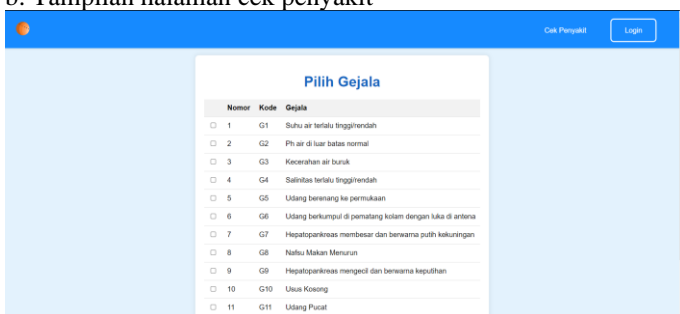 b. Tampilan halaman cek penyakit
Cek Penyakit Login
Pilih Gejala
Nomor Kode Gejala
1 G1 Suhu air terlalu tinggi/rendah
2 G2 Ph air di luar batas normal
3 G3 Kecerahan air buruk
4 G4 Salinitas terlalu tinggi/rendah
5 G5 Udang berenang ke permukaan
6 G6 Udang berkumpul di pematang kolam dengan luka di antena
7 G7 Hepatopankreas membesar dan berwarna putih kekuningan
8 G8 Nafsu Makan Menurun
9 G9 Hepatopankreas mengecil dan berwarna keputihan
10 G10 Usus Kosong
11 G11 Udang Pucat